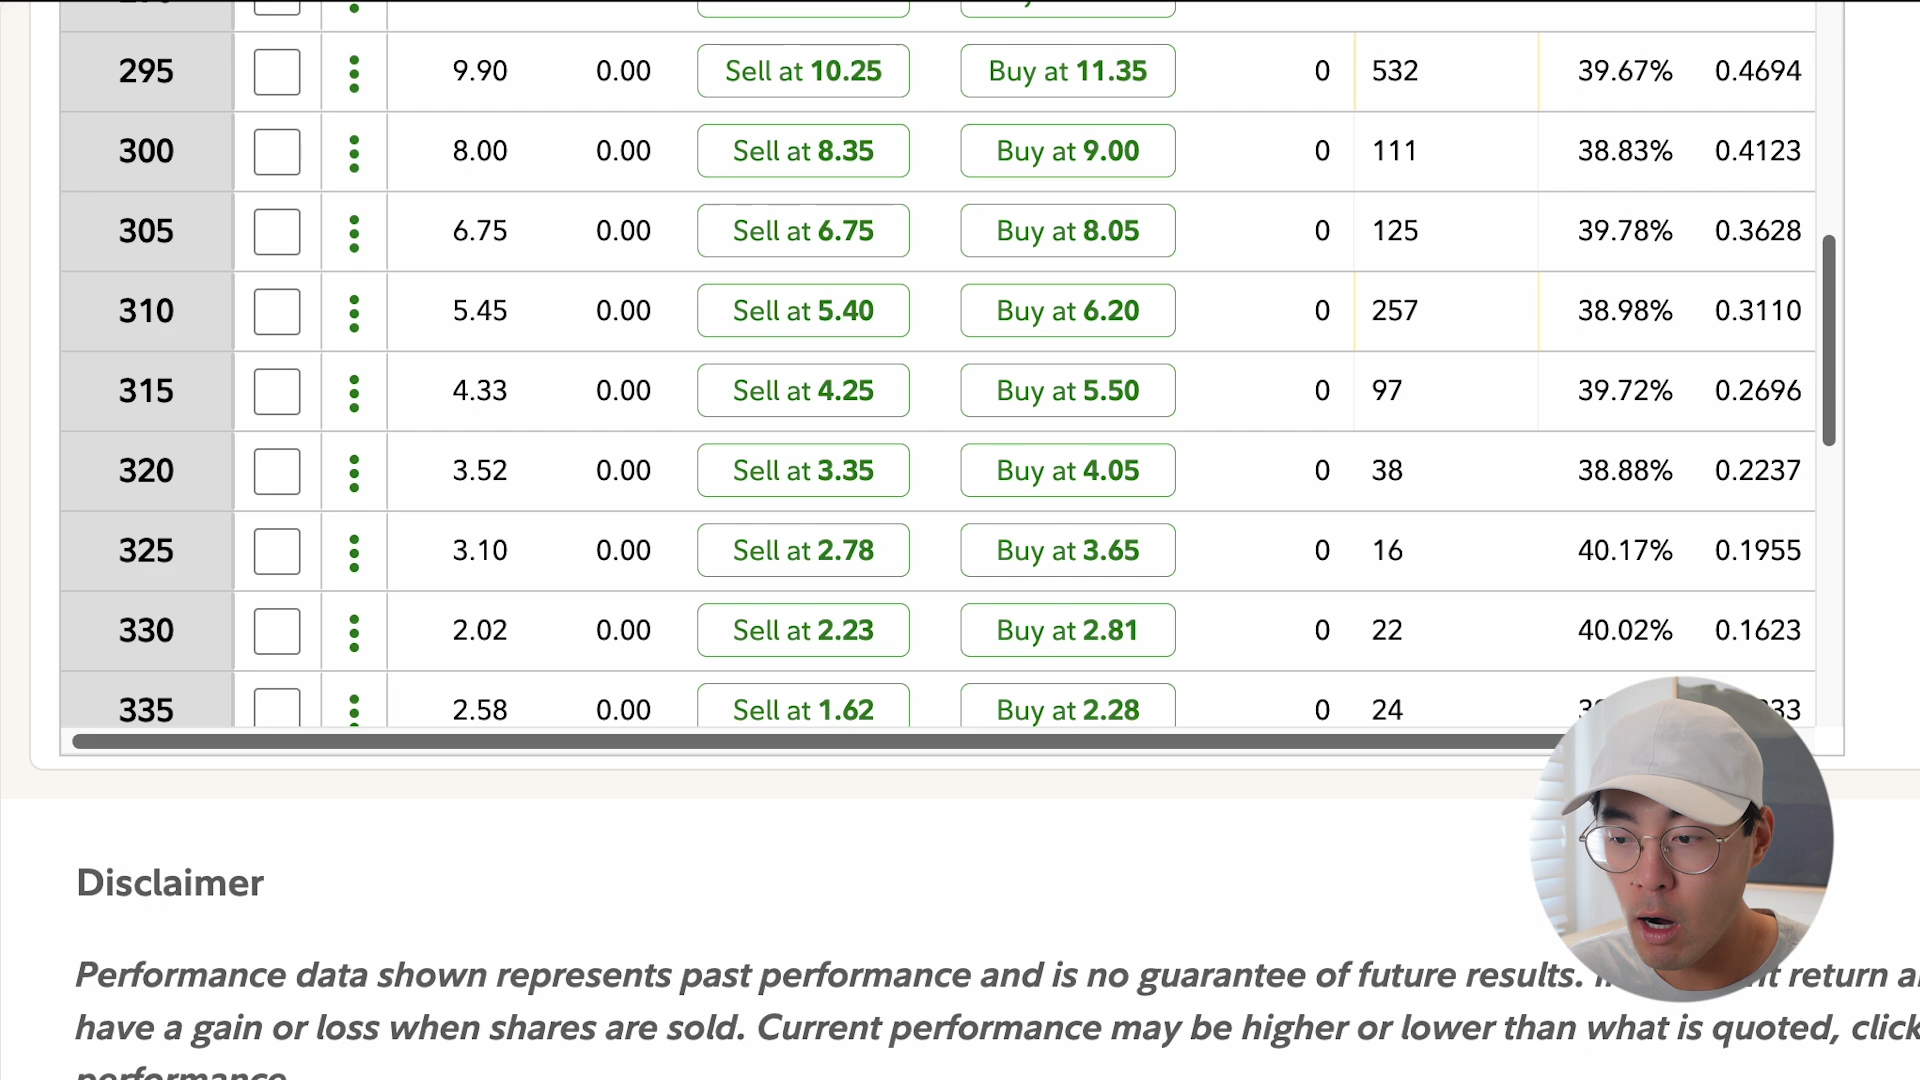 295 9.90 0.00 Sell at 10.25 Buy at 11.35 0 532 39.67% 0.4694
300 8.00 0.00 Sell at 8.35 Buy at 9.00 0 111 38.83% 0.4123
305 6.75 0.00 Sell at 6.75 Buy at 8.05 0 125 39.78% 0.3628
310 5.45 0.00 Sell at 5.40 Buy at 6.20 0 257 38.98% 0.3110
315 4.33 0.00 Sell at 4.25 Buy at 5.50 0 97 39.72% 0.2696
320 3.52 0.00 Sell at 3.35 Buy at 4.05 0 38 38.88% 0.2237
325 3.10 0.00 Sell at 2.78 Buy at 3.65 0 16 40.17% 0.1955
330 2.02 0.00 Sell at 2.23 Buy at 2.81 0 22 40.02% 0.1623
335 2.58 0.00 Sell at 1.62 Buy at 2.28 0 24
Disclaimer
Performance data shown represents past performance and is no guarantee of future results. return
have a gain or loss when shares are sold. Current performance may be higher or lower than what is quoted, click
performance